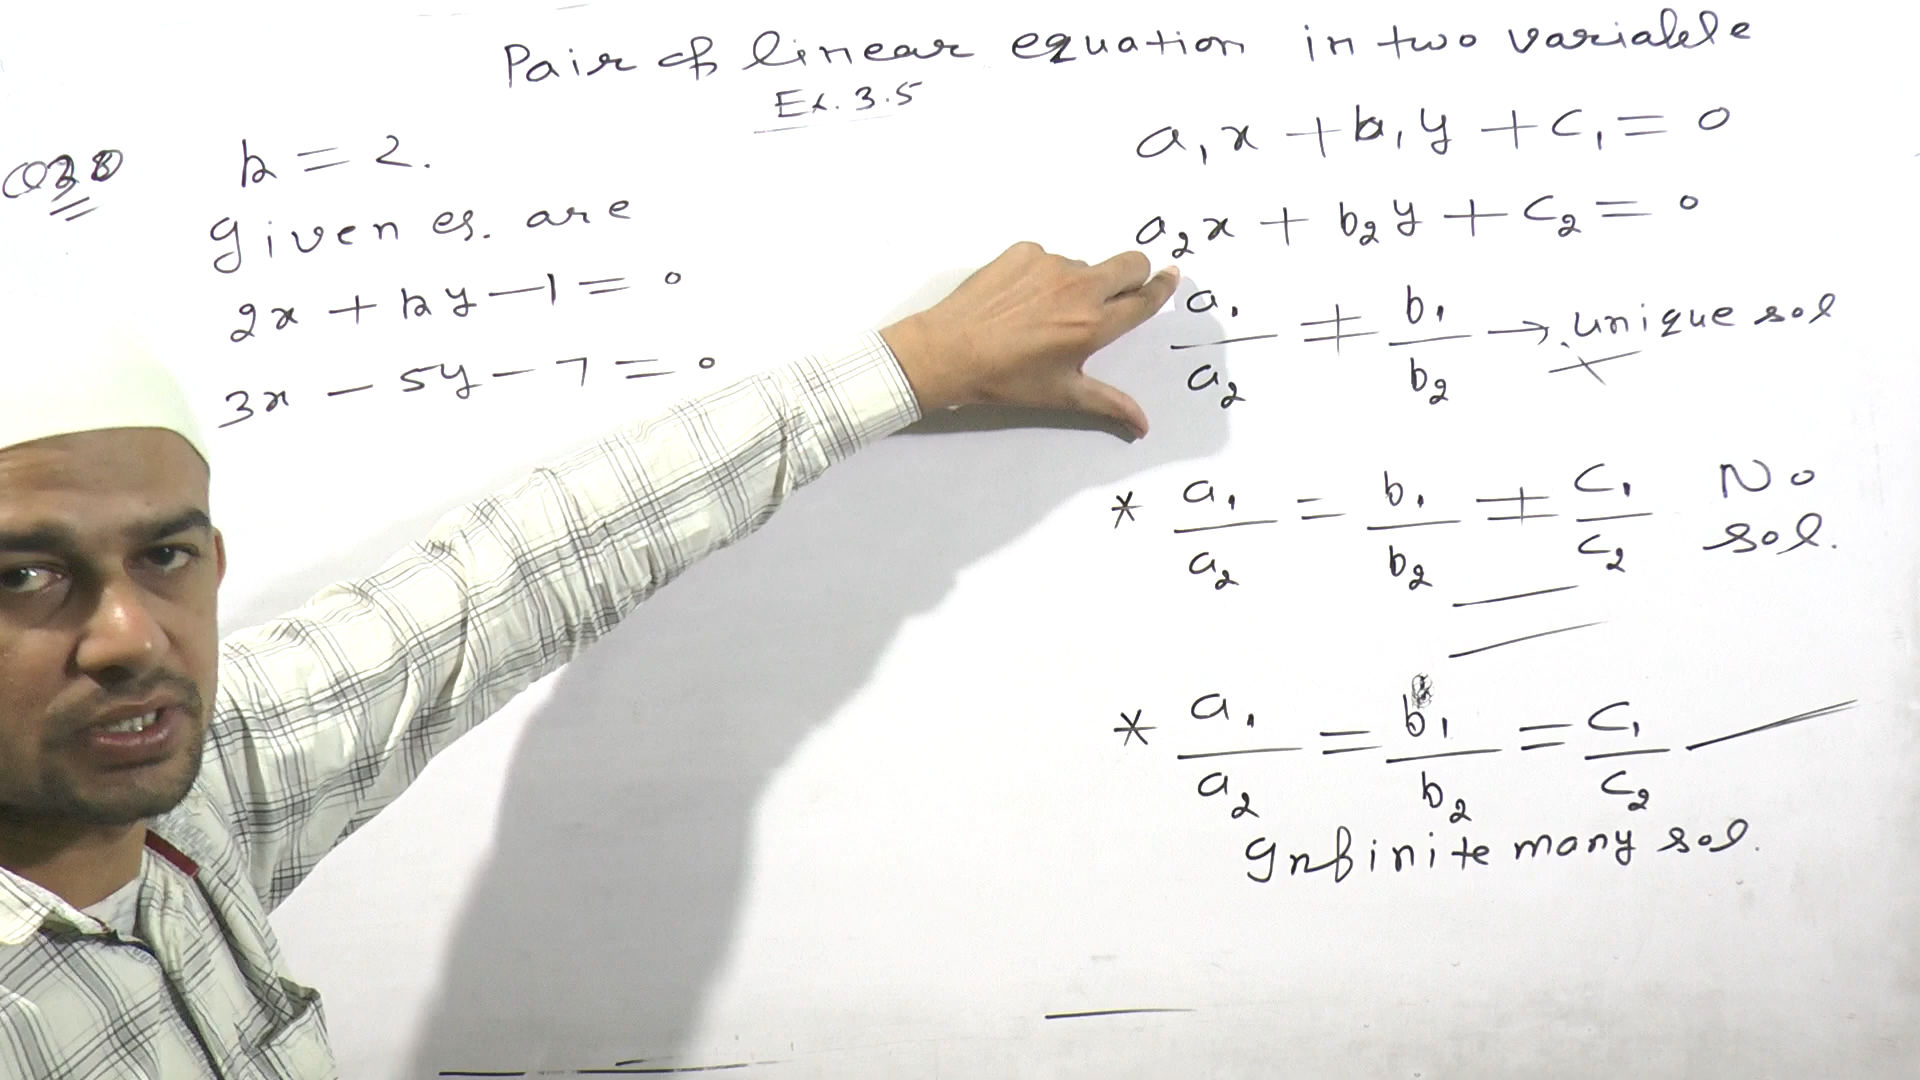 Pair of linear equation in two variable
Ex. 3.5
k = 2.
Given eq. are
2x + ky - 1 = 0
3x - 5y - 7 = 0
a₁x + b₁y + c₁ = 0
a₂x + b₂y + c₂ = 0
a₁/a₂ ≠ b₁/b₂ → unique sol
* a₁/a₂ = b₁/b₂ ≠ c₁/c₂ No sol.
* a₁/a₂ = b₁/b₂ = c₁/c₂
Infinite many sol.